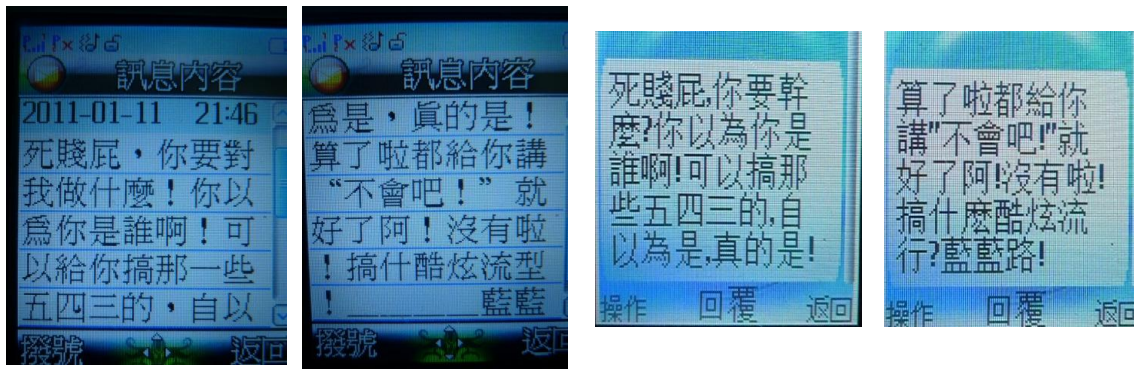 訊息內容
2011-01-11 21:46
死賤屁，你要對
我做什麼！你以
為你是誰啊！可
以給你搞那一些
五四三的，自以
撥號 返回
訊息內容
為是，真的是！
算了啦都給你講
“不會吧！” 就
好了阿！沒有啦
！搞什酷炫流型
！______藍藍
撥號 返回
死賤屁,你要幹
麼?你以為你是
誰啊!可以搞那
些五四三的,自
以為是,真的是!
操作 回覆 返回
算了啦都給你
講"不會吧!"就
好了阿!沒有啦!
搞什麼酷炫流
行?藍藍路!
操作 回覆 返回